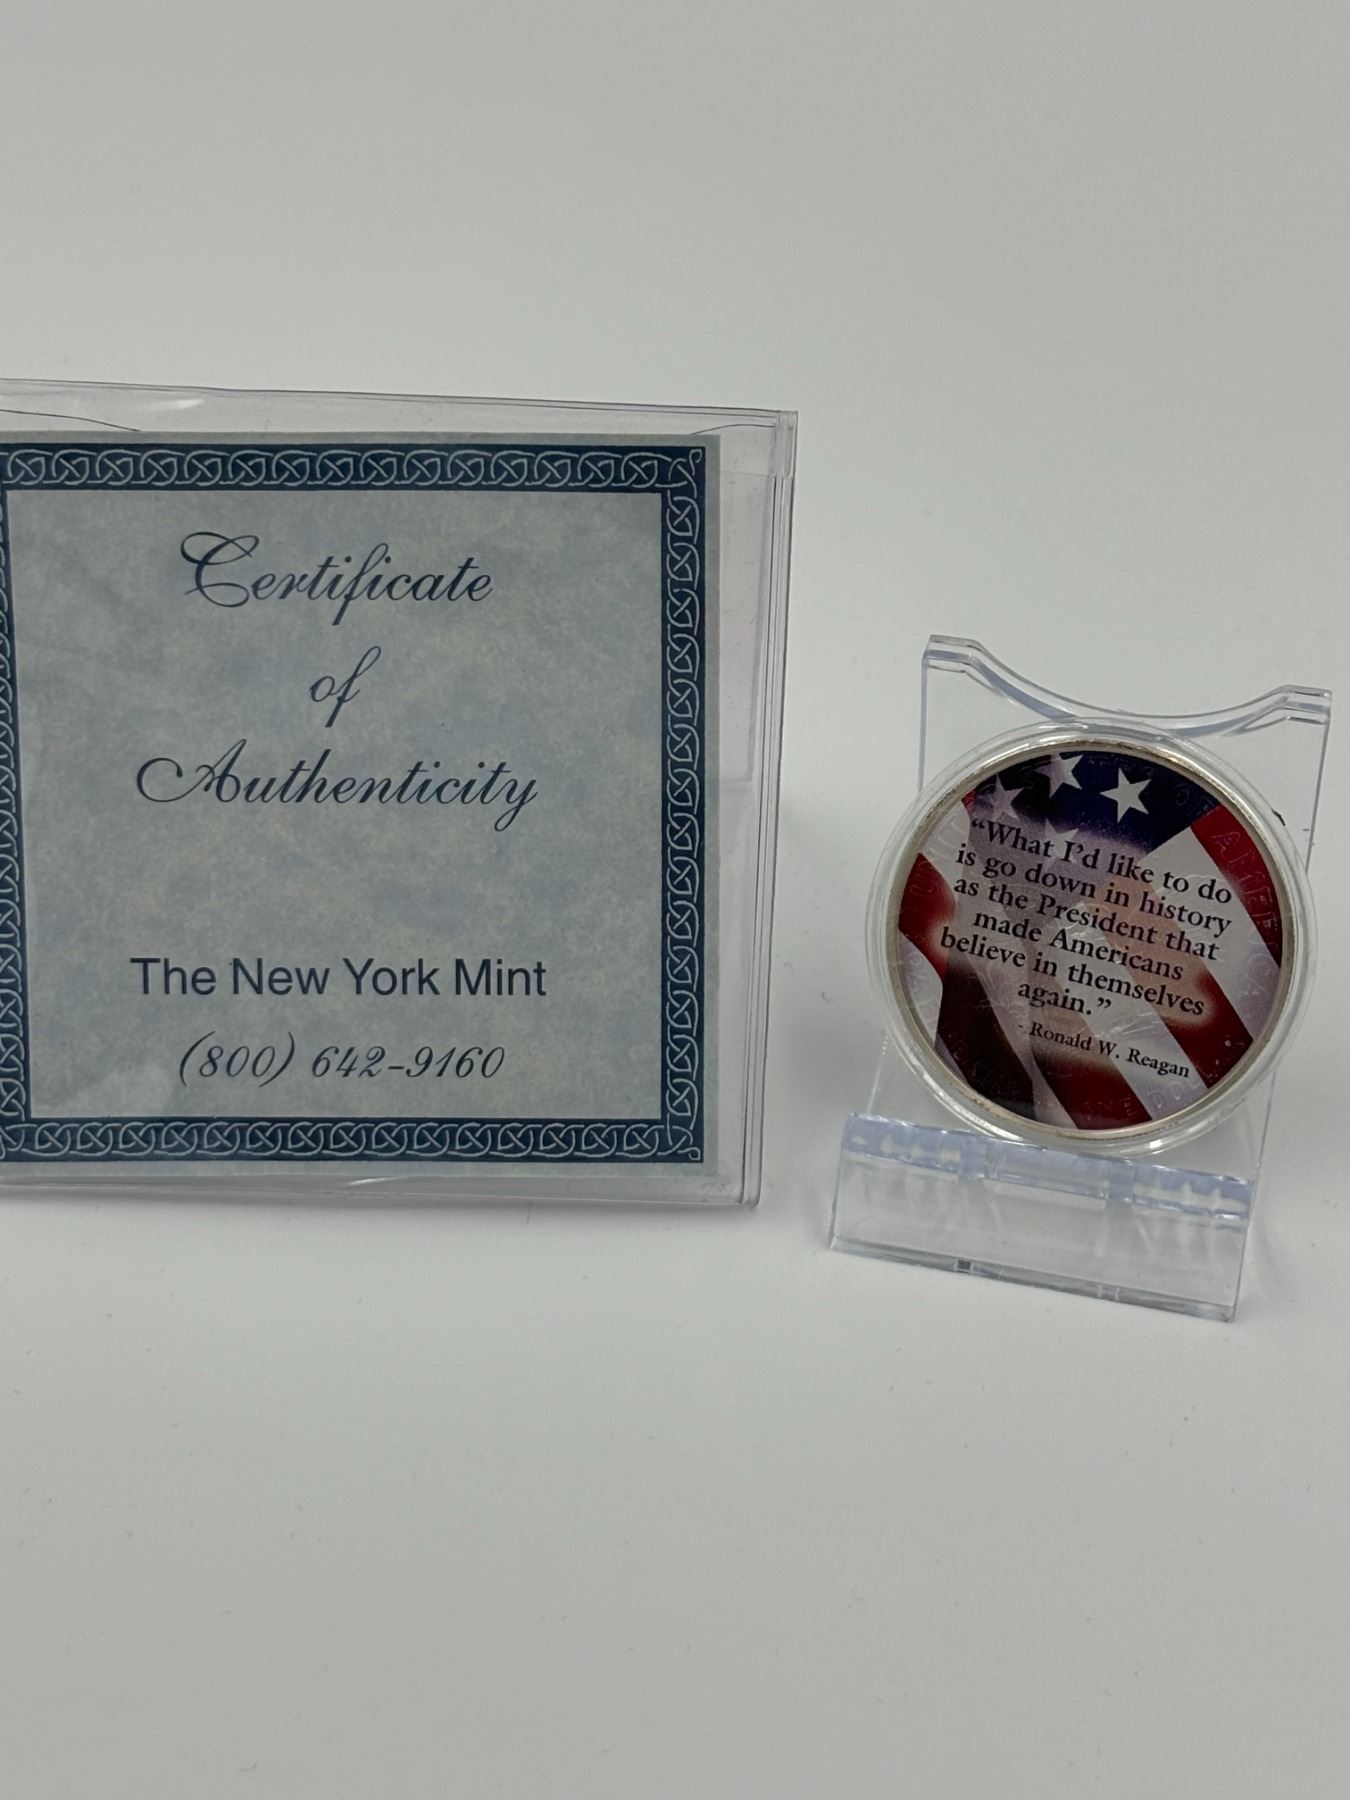 Certificate
of
Authenticity
The New York Mint
(800) 642-9160
“What I’d like to do
is go down in history
as the President that
made Americans
believe in themselves
again.”
- Ronald W. Reagan